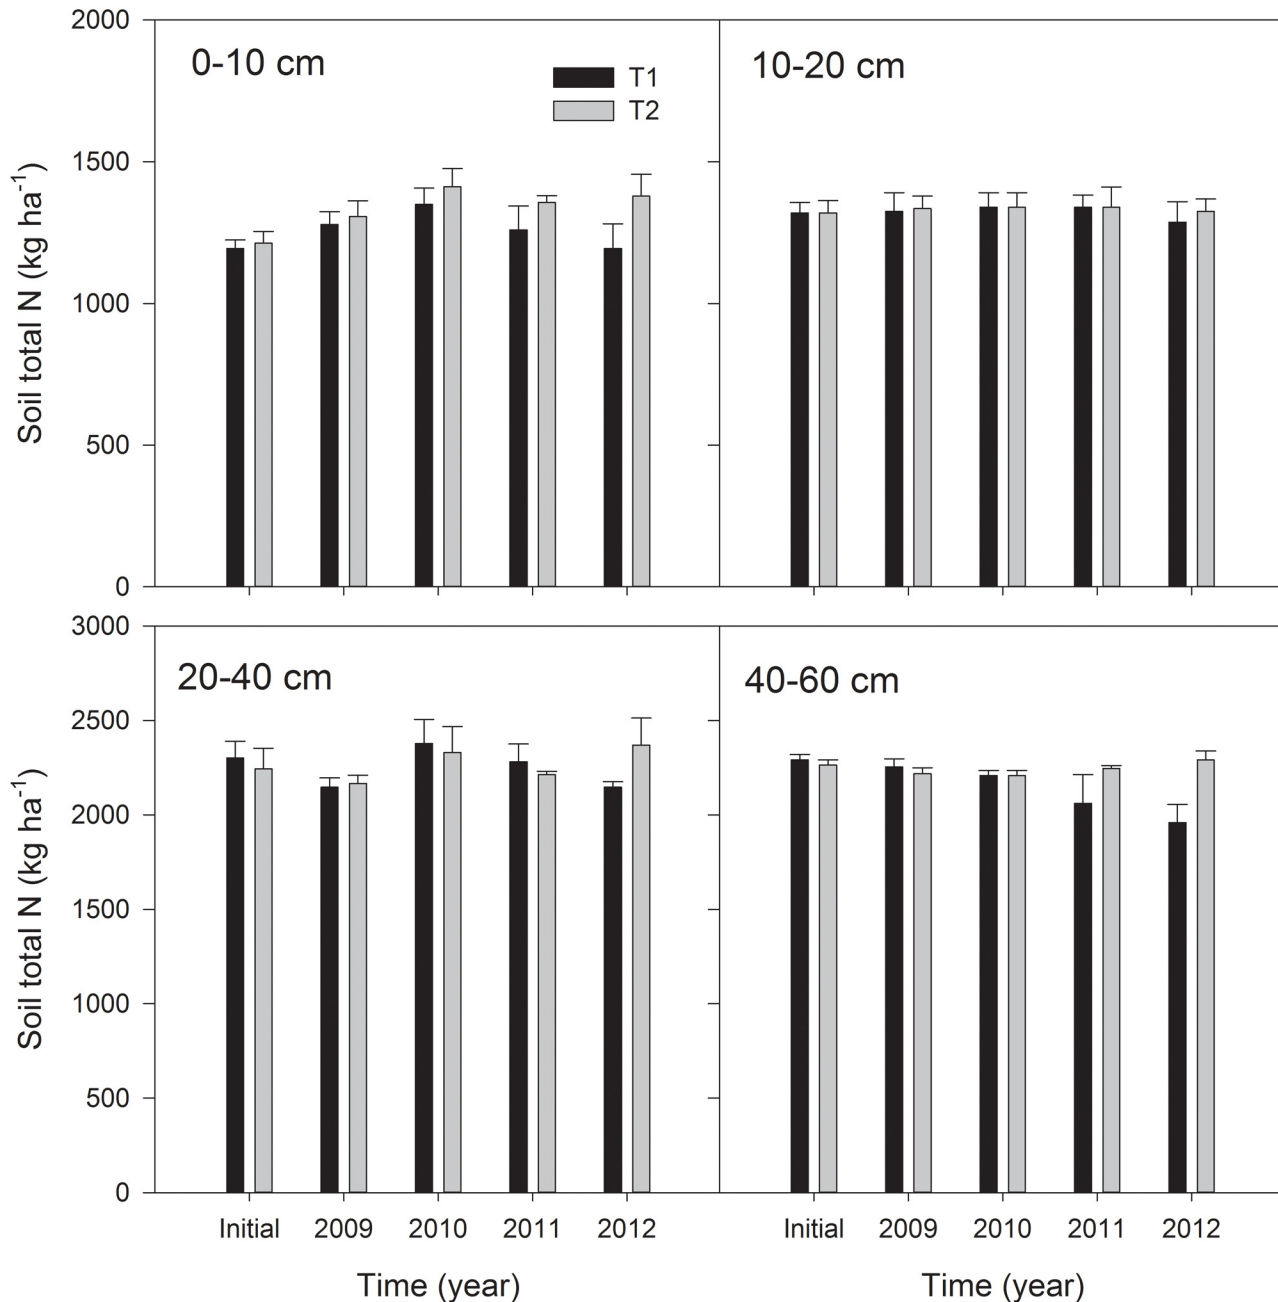 0-10 cm
T1
T2
10-20 cm
Soil total N (kg ha⁻¹)
2000
1500
1000
500
0
20-40 cm
40-60 cm
Soil total N (kg ha⁻¹)
3000
2500
2000
1500
1000
500
0
Initial 2009 2010 2011 2012
Initial 2009 2010 2011 2012
Time (year)
Time (year)